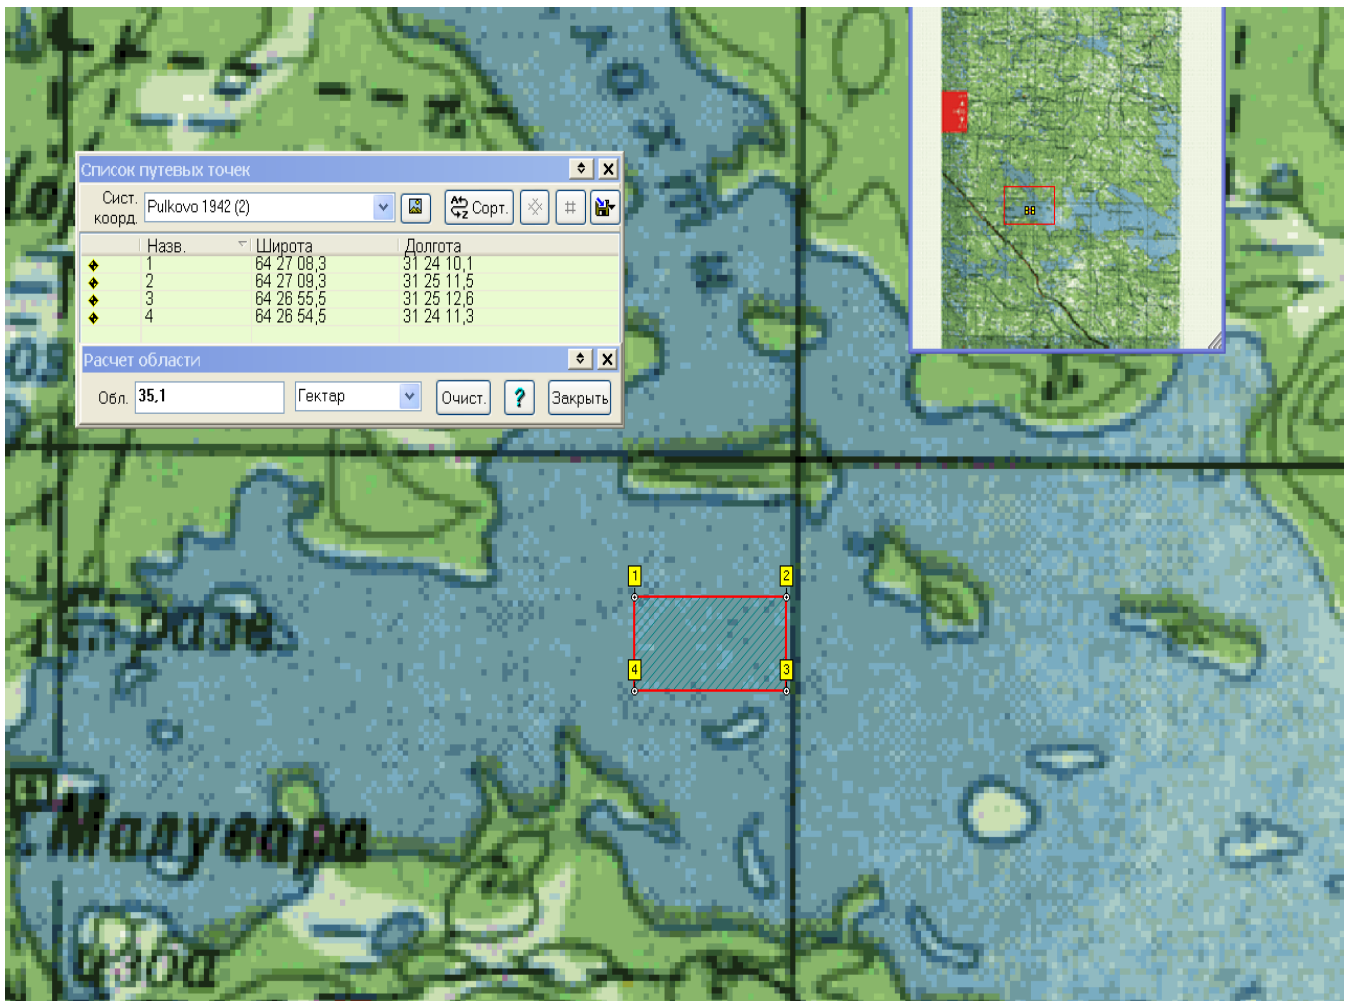 Список путевых точек
Сист. коорд.
Pulkovo 1942 (2)
Сорт.
Назв. Широта Долгота
1 64 27 08,3 31 24 10,1
2 64 27 09,3 31 25 11,5
3 64 26 55,5 31 25 12,6
4 64 26 54,5 31 24 11,3
Расчет области
Обл. 35,1 Гектар Очист. ? Закрыть
1 2
4 3
разв.
Малувара
изба